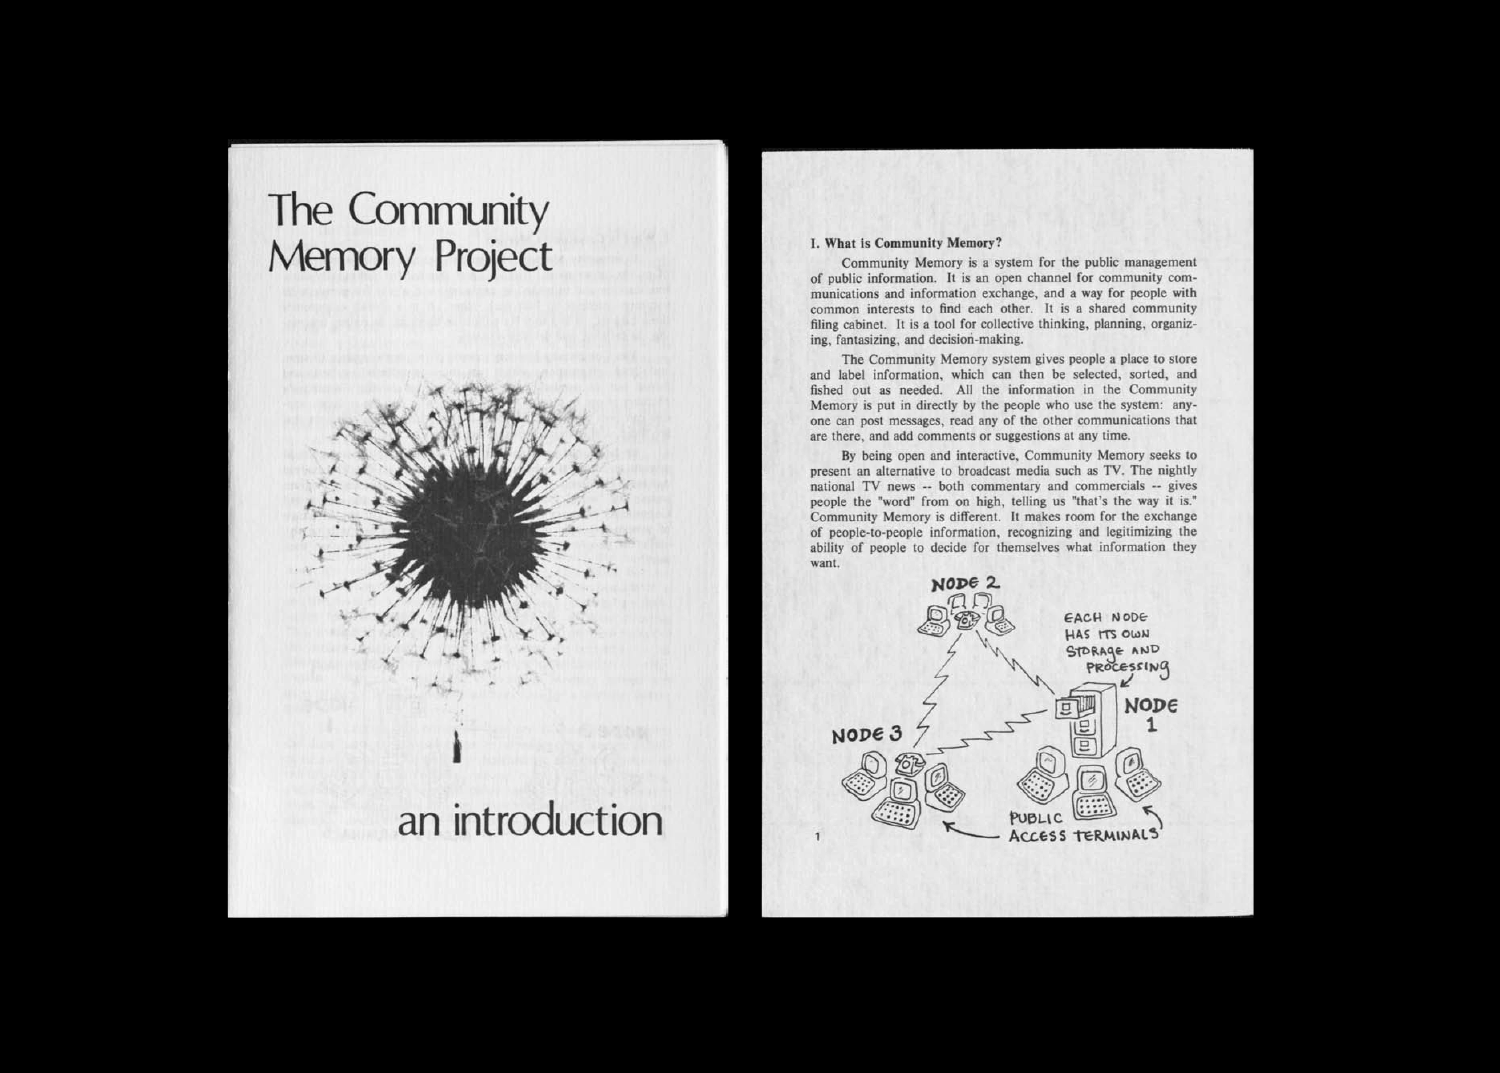 The Community
Memory Project
an introduction
I. What is Community Memory?
Community Memory is a system for the public management
of public information. It is an open channel for community com-
munications and information exchange, and a way for people with
common interests to find each other. It is a shared community
filing cabinet. It is a tool for collective thinking, planning, organiz-
ing, fantasizing, and decision-making.
The Community Memory system gives people a place to store
and label information, which can then be selected, sorted, and
fished out as needed. All the information in the Community
Memory is put in directly by the people who use the system: any-
one can post messages, read any of the other communications that
are there, and add comments or suggestions at any time.
By being open and interactive, Community Memory seeks to
present an alternative to broadcast media such as TV. The nightly
national TV news -- both commentary and commercials -- gives
people the "word" from on high, telling us "that's the way it is."
Community Memory is different. It makes room for the exchange
of people-to-people information, recognizing and legitimizing the
ability of people to decide for themselves what information they
want.
NODE 2
EACH NODE
HAS ITS OWN
STORAGE AND
PROCESSING
NODE
1
NODE 3
PUBLIC
ACCESS TERMINALS
1